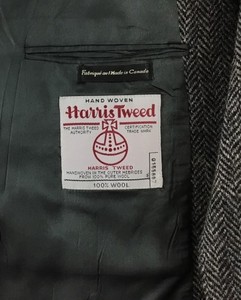 Fabriqué au/Made in Canada
HAND WOVEN
Harris Tweed
THE HARRIS TWEED CERTIFICATION
AUTHORITY TRADE MARK
HARRIS TWEED
HANDWOVEN IN THE OUTER HEBRIDES
FROM 100% PURE WOOL
100% WOOL